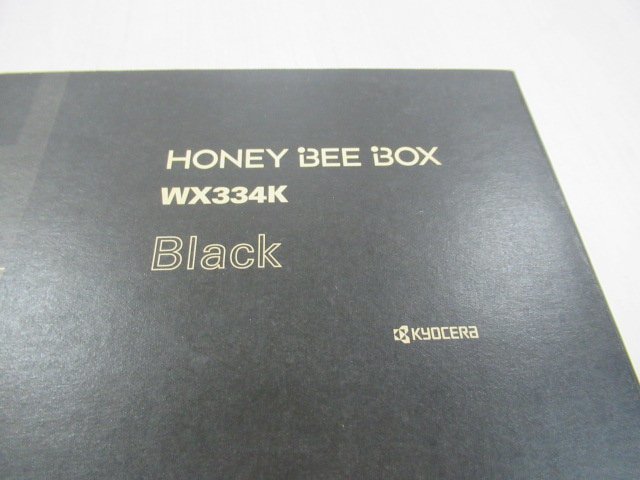 HONEY BEE BOX
WX334K
Black
KYOCERA